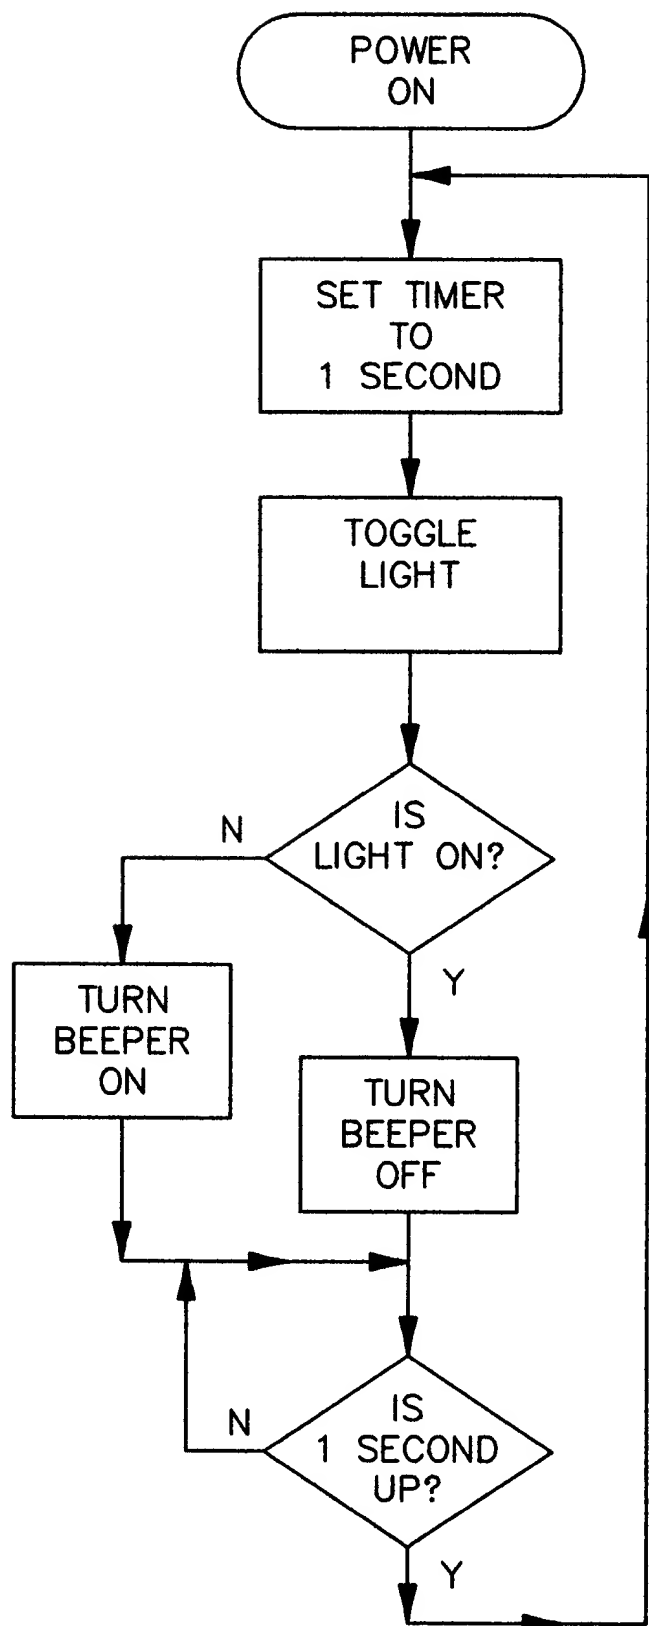 POWER
ON
SET TIMER
TO
1 SECOND
TOGGLE
LIGHT
IS
LIGHT ON?
N
Y
TURN
BEEPER
ON
TURN
BEEPER
OFF
IS
1 SECOND
UP?
N
Y